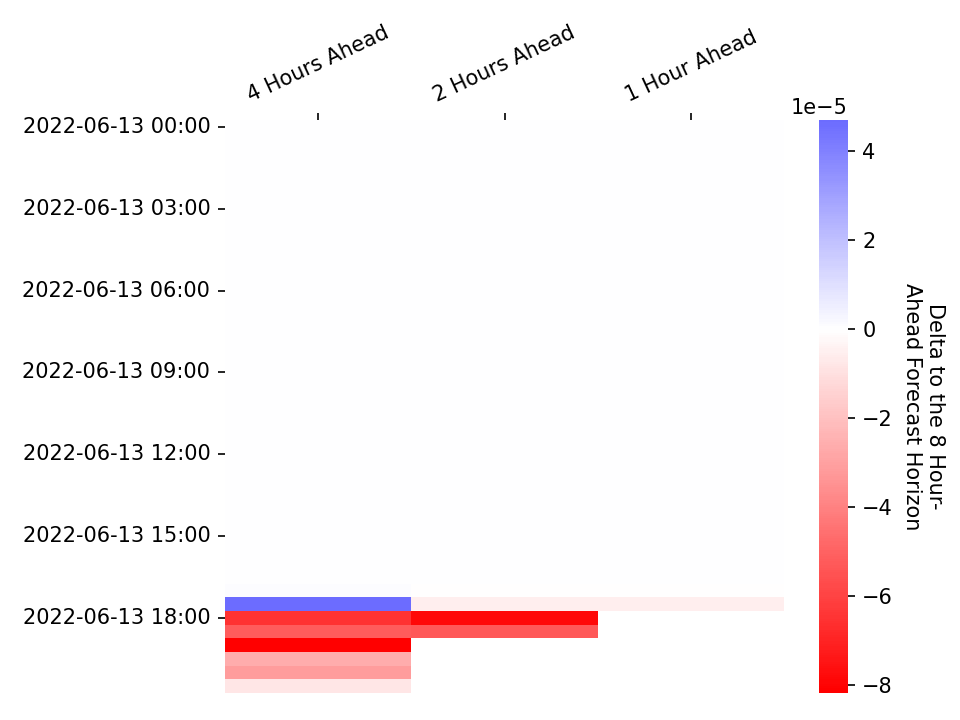 4 Hours Ahead
2 Hours Ahead
1 Hour Ahead
1e−5
2022-06-13 00:00
2022-06-13 03:00
2022-06-13 06:00
2022-06-13 09:00
2022-06-13 12:00
2022-06-13 15:00
2022-06-13 18:00
4
2
0
−2
−4
−6
−8
Delta to the 8 Hour-
Ahead Forecast Horizon